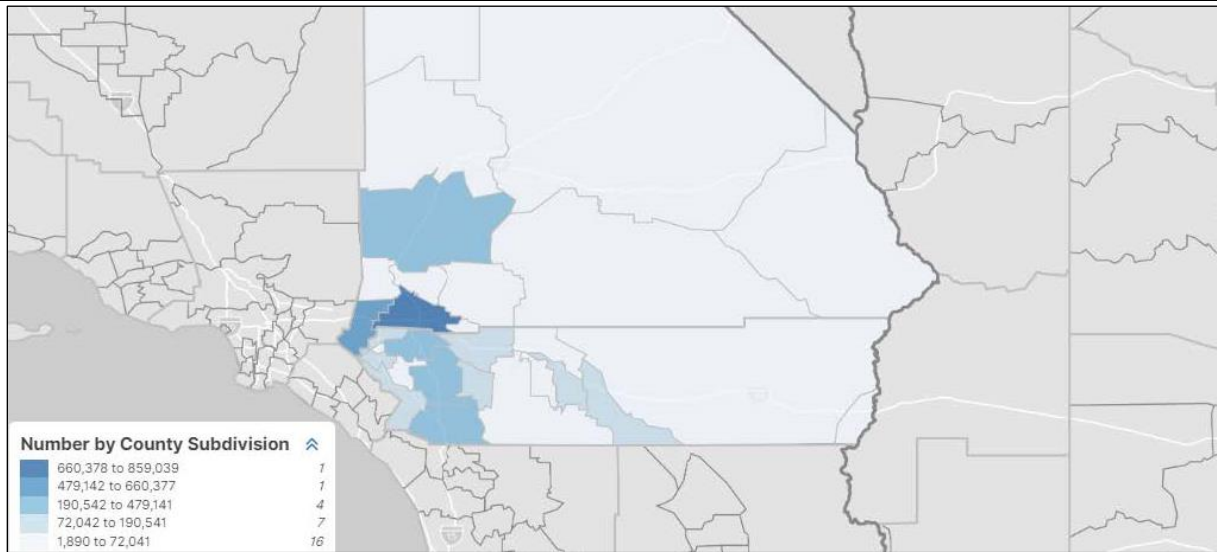 Number by County Subdivision
660,378 to 859,039 1
479,142 to 660,377 1
190,542 to 479,141 4
72,042 to 190,541 7
1,890 to 72,041 16